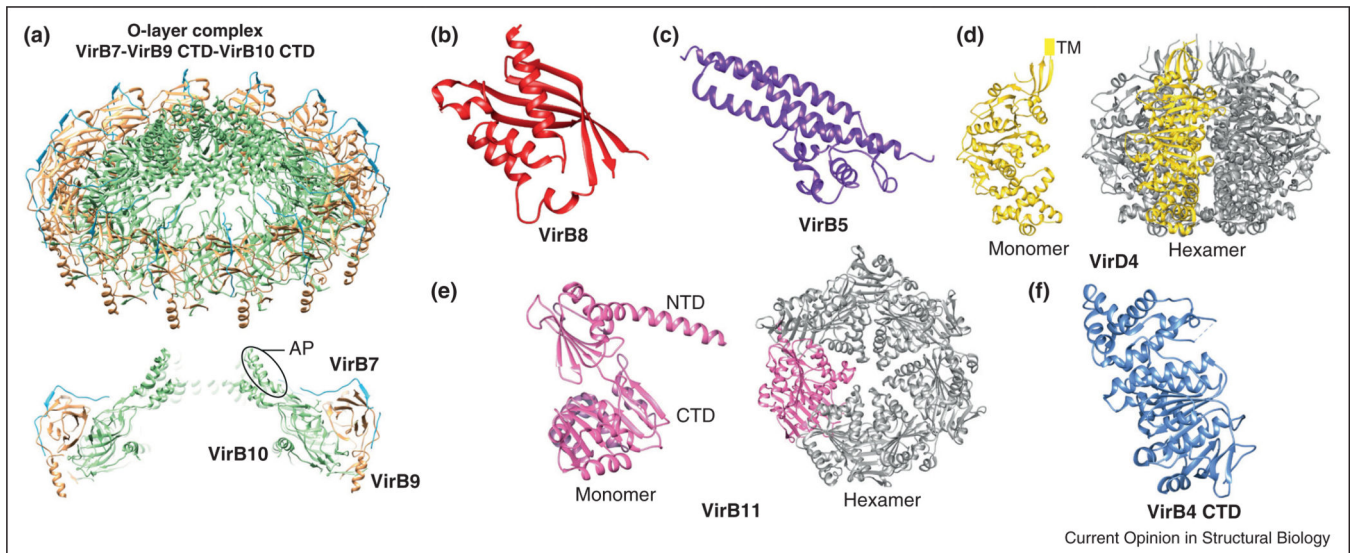 (a)
O-layer complex
VirB7-VirB9 CTD-VirB10 CTD
AP
VirB7
VirB10
VirB9
(b)
VirB8
(c)
VirB5
(d)
TM
Monomer
Hexamer
VirD4
(e)
NTD
CTD
Monomer
Hexamer
VirB11
(f)
VirB4 CTD
Current Opinion in Structural Biology